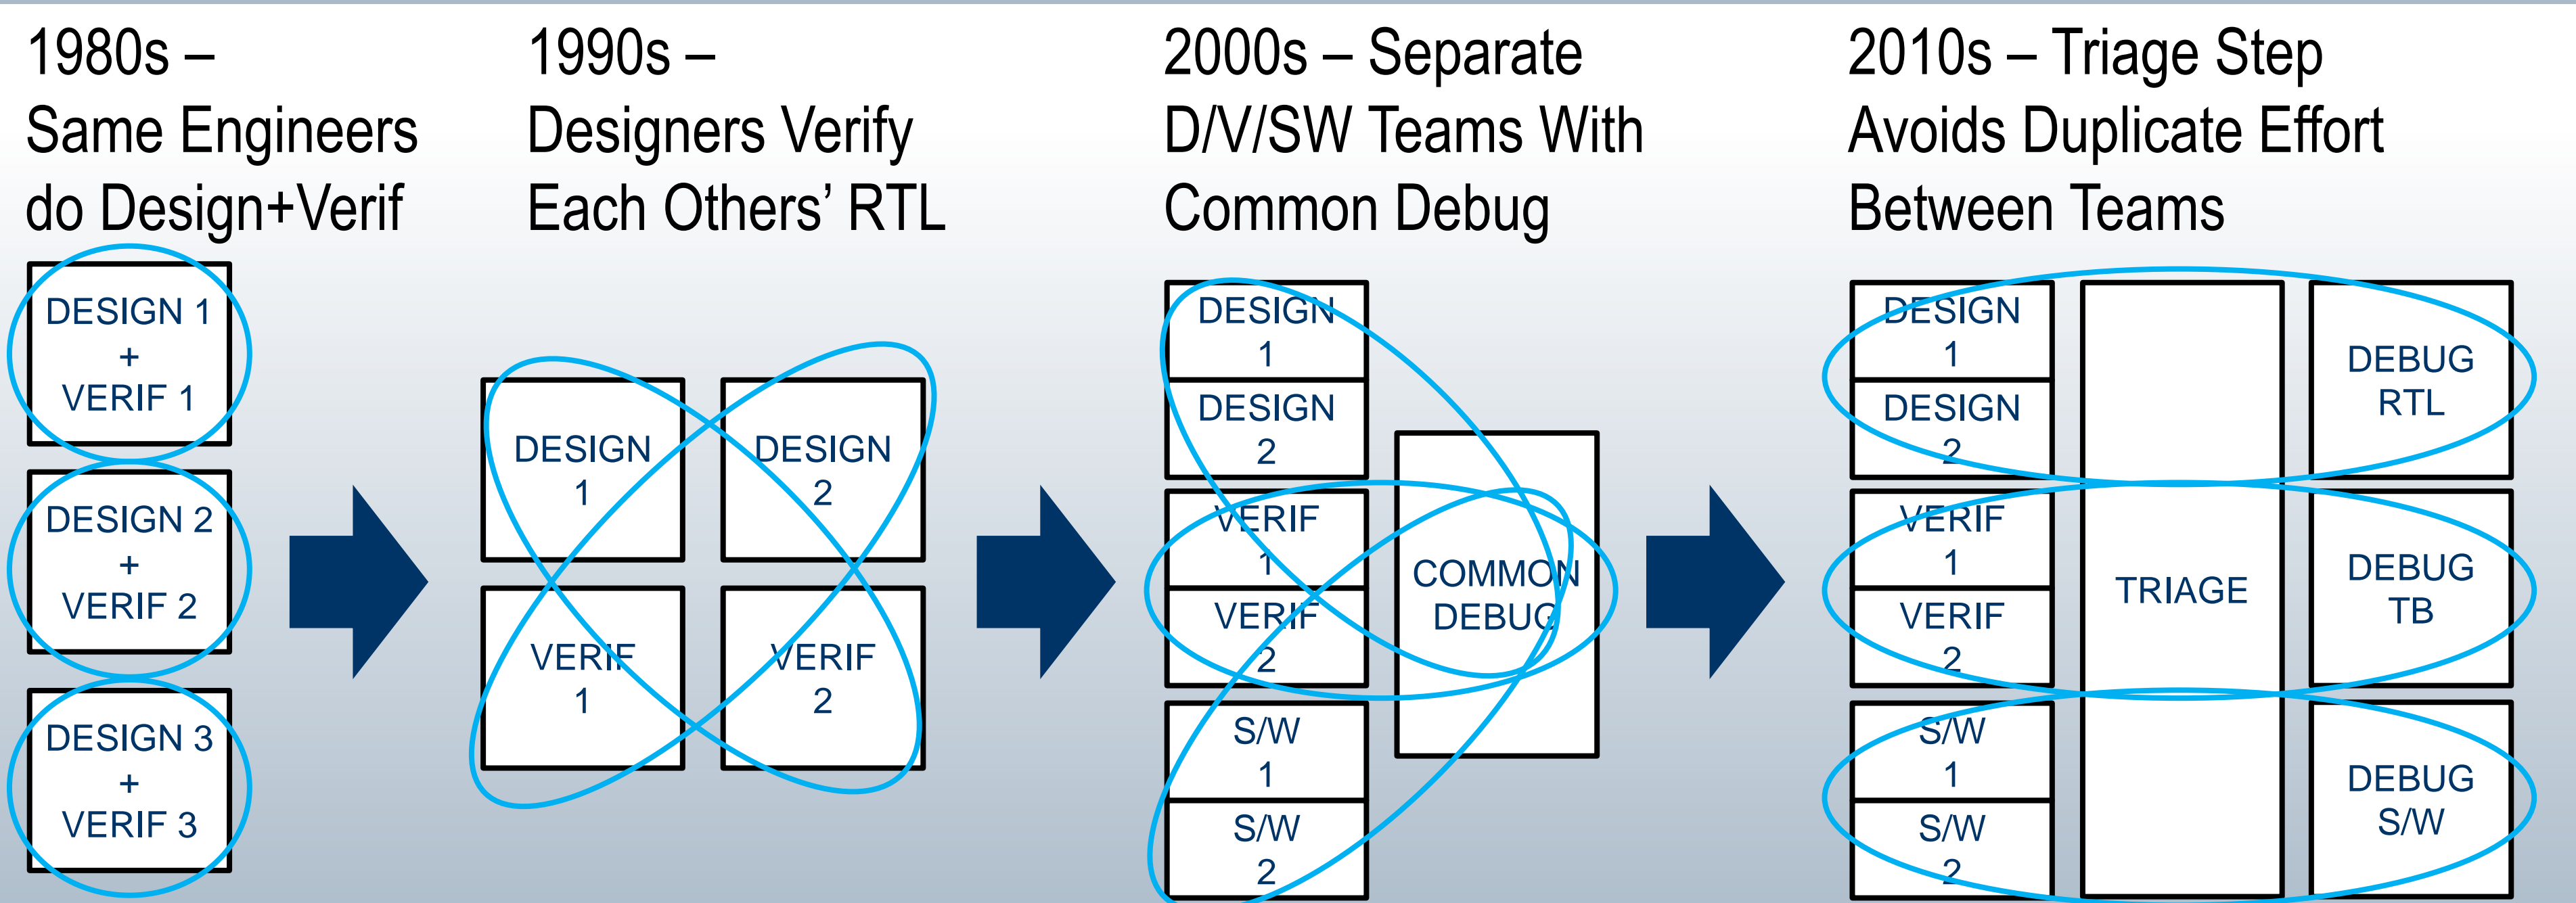 1980s –
Same Engineers
do Design+Verif
DESIGN 1
+
VERIF 1
DESIGN 2
+
VERIF 2
DESIGN 3
+
VERIF 3
1990s –
Designers Verify
Each Others’ RTL
DESIGN
1
DESIGN
2
VERIF
1
VERIF
2
2000s – Separate
D/V/SW Teams With
Common Debug
DESIGN
1
DESIGN
2
VERIF
1
VERIF
2
S/W
1
S/W
2
COMMON
DEBUG
2010s – Triage Step
Avoids Duplicate Effort
Between Teams
DESIGN
1
DESIGN
2
VERIF
1
VERIF
2
S/W
1
S/W
2
TRIAGE
DEBUG
RTL
DEBUG
TB
DEBUG
S/W